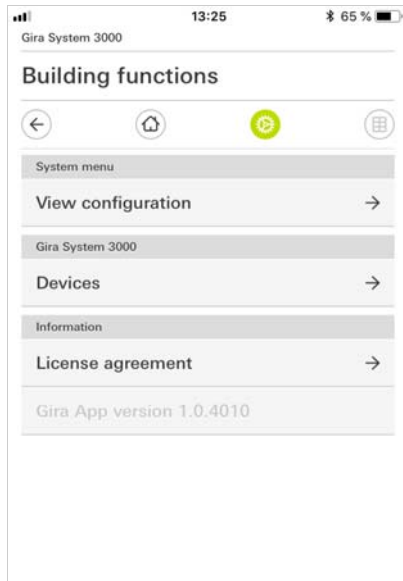 13:25
65 %
Gira System 3000
Building functions
System menu
View configuration
Gira System 3000
Devices
Information
License agreement
Gira App version 1.0.4010